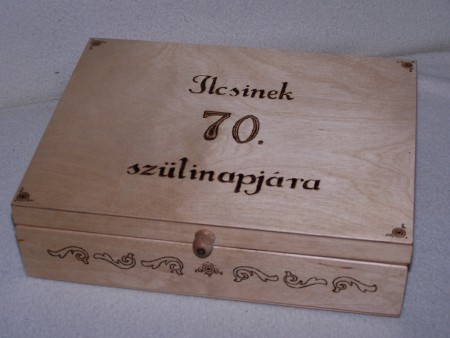 Ilcsinek
70.
szülinapjára